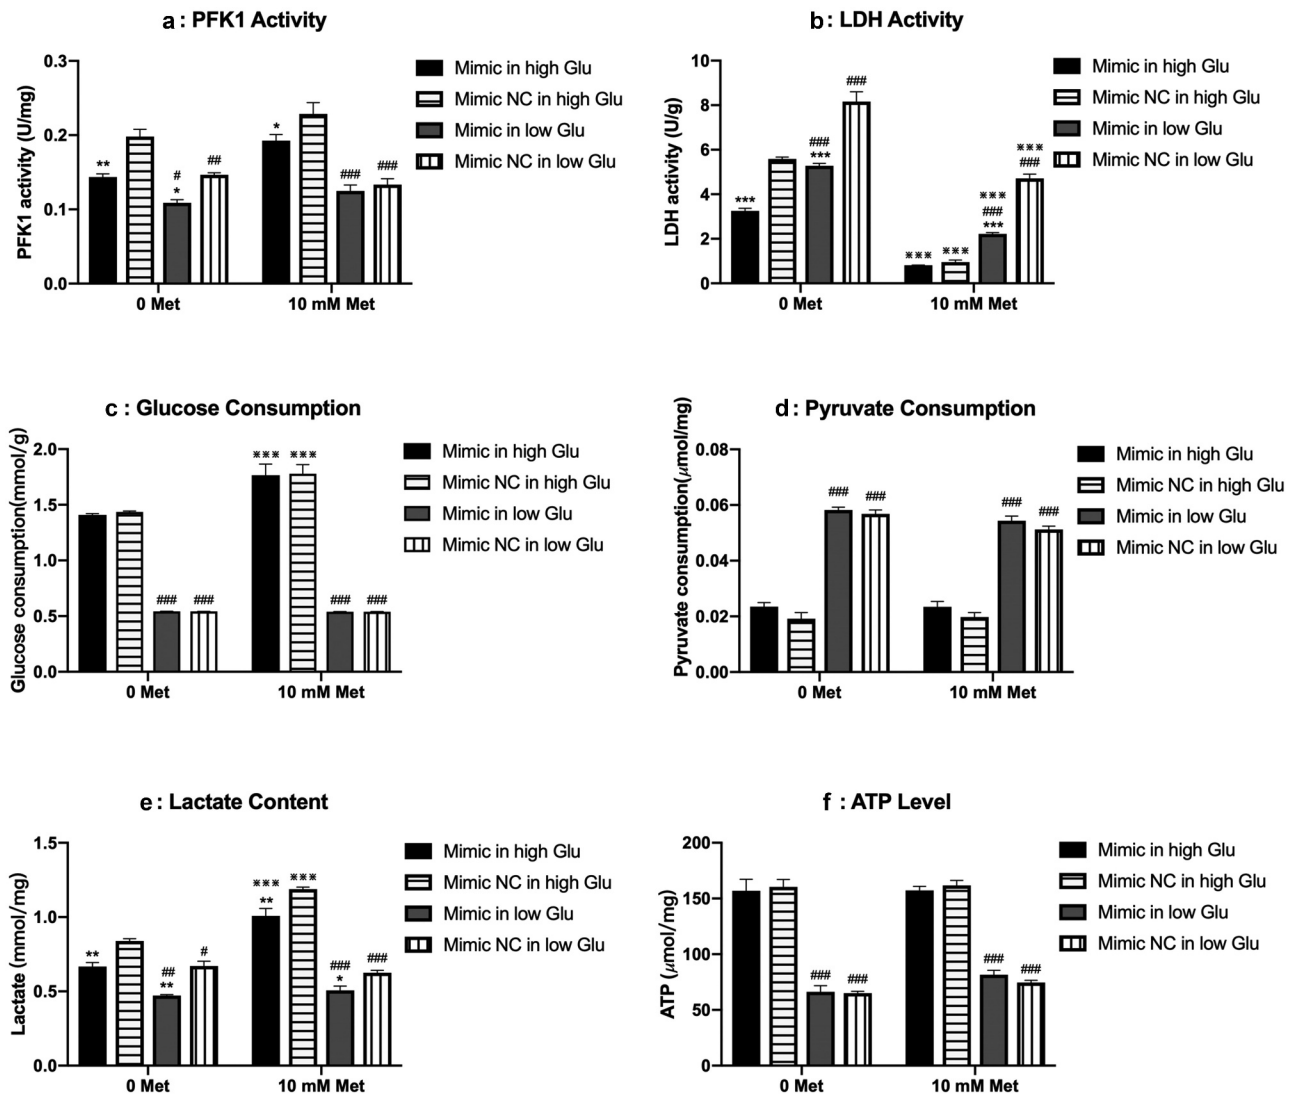 a : PFK1 Activity
PFK1 activity (U/mg)
0.3
0.2
0.1
0.0
**
#
*
##
*
###
###
0 Met
10 mM Met
Mimic in high Glu
Mimic NC in high Glu
Mimic in low Glu
Mimic NC in low Glu
b : LDH Activity
LDH activity (U/g)
10
8
6
4
2
0
***
###
***
###
※※※
※※※
※※※
###
***
※※※
###
0 Met
10 mM Met
Mimic in high Glu
Mimic NC in high Glu
Mimic in low Glu
Mimic NC in low Glu
c : Glucose Consumption
Glucose consumption(mmol/g)
2.0
1.5
1.0
0.5
0.0
###
###
※※※
※※※
###
###
0 Met
10 mM Met
Mimic in high Glu
Mimic NC in high Glu
Mimic in low Glu
Mimic NC in low Glu
d : Pyruvate Consumption
Pyruvate consumption(μmol/mg)
0.08
0.06
0.04
0.02
0.00
###
###
###
###
0 Met
10 mM Met
Mimic in high Glu
Mimic NC in high Glu
Mimic in low Glu
Mimic NC in low Glu
e : Lactate Content
Lactate (mmol/mg)
1.5
1.0
0.5
0.0
**
##
**
#
※※※
**
※※※
###
*
###
0 Met
10 mM Met
Mimic in high Glu
Mimic NC in high Glu
Mimic in low Glu
Mimic NC in low Glu
f : ATP Level
ATP (μmol/mg)
200
150
100
50
0
###
###
###
###
0 Met
10 mM Met
Mimic in high Glu
Mimic NC in high Glu
Mimic in low Glu
Mimic NC in low Glu